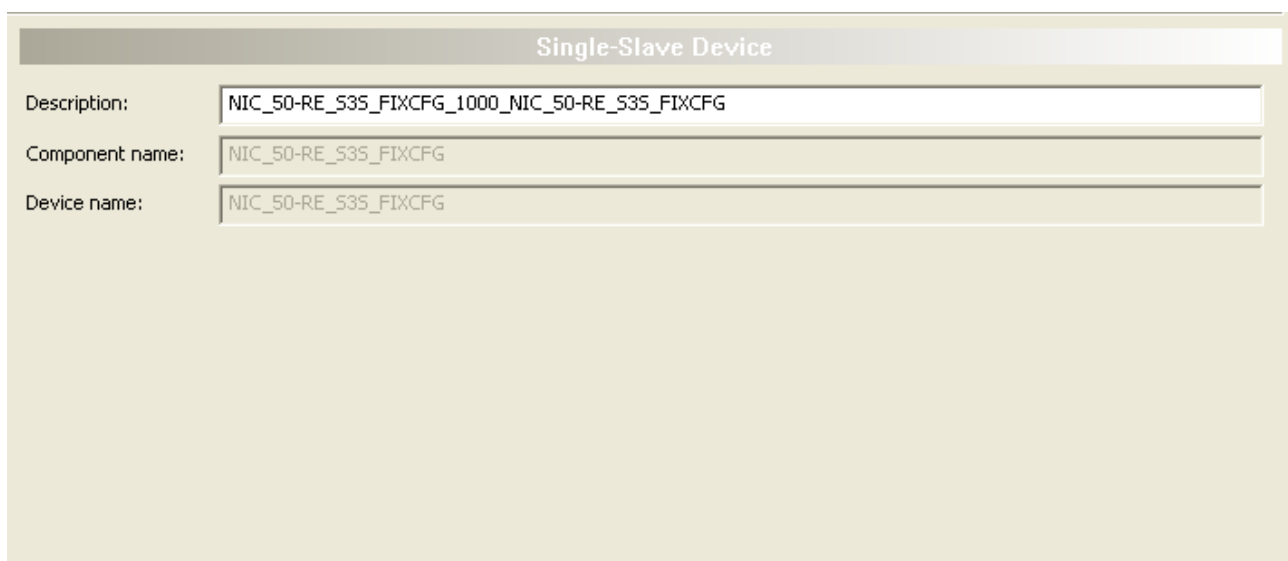 Single-Slave Device
Description: NIC_50-RE_S3S_FIXCFG_1000_NIC_50-RE_S3S_FIXCFG
Component name: NIC_50-RE_S3S_FIXCFG
Device name: NIC_50-RE_S3S_FIXCFG